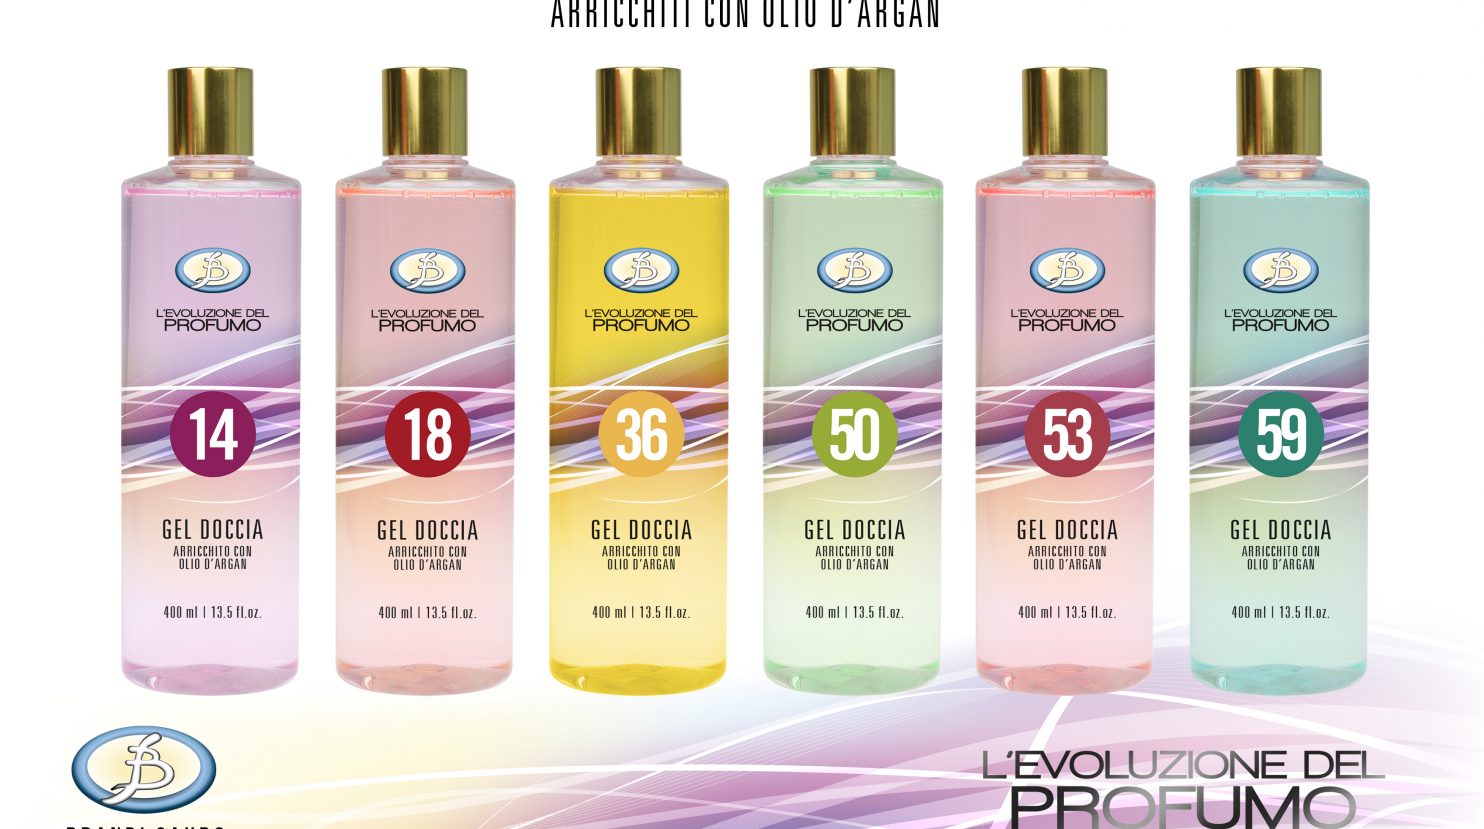 ARRICCHITI CON OLIO D'ARGAN
L'EVOLUZIONE DEL
PROFUMO
14
GEL DOCCIA
ARRICCHITO CON
OLIO D'ARGAN
400 ml | 13.5 fl.oz.
L'EVOLUZIONE DEL
PROFUMO
18
GEL DOCCIA
ARRICCHITO CON
OLIO D'ARGAN
400 ml | 13.5 fl.oz.
L'EVOLUZIONE DEL
PROFUMO
36
GEL DOCCIA
ARRICCHITO CON
OLIO D'ARGAN
400 ml | 13.5 fl.oz.
L'EVOLUZIONE DEL
PROFUMO
50
GEL DOCCIA
ARRICCHITO CON
OLIO D'ARGAN
400 ml | 13.5 fl.oz.
L'EVOLUZIONE DEL
PROFUMO
53
GEL DOCCIA
ARRICCHITO CON
OLIO D'ARGAN
400 ml | 13.5 fl.oz.
L'EVOLUZIONE DEL
PROFUMO
59
GEL DOCCIA
ARRICCHITO CON
OLIO D'ARGAN
400 ml | 13.5 fl.oz.
L'EVOLUZIONE DEL
PROFUMO